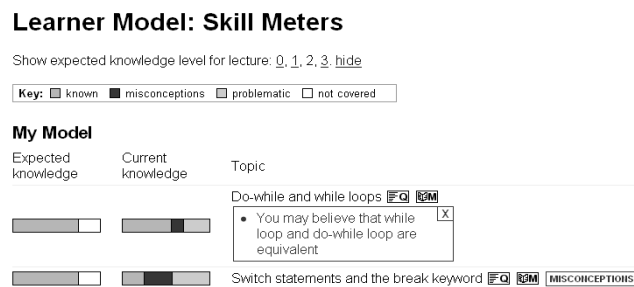 Learner Model: Skill Meters
Show expected knowledge level for lecture: 0, 1, 2, 3. hide
Key: known misconceptions problematic not covered
My Model
Expected knowledge Current knowledge Topic
Do-while and while loops Q M
X
• You may believe that while
loop and do-while loop are
equivalent
Switch statements and the break keyword Q M MISCONCEPTIONS